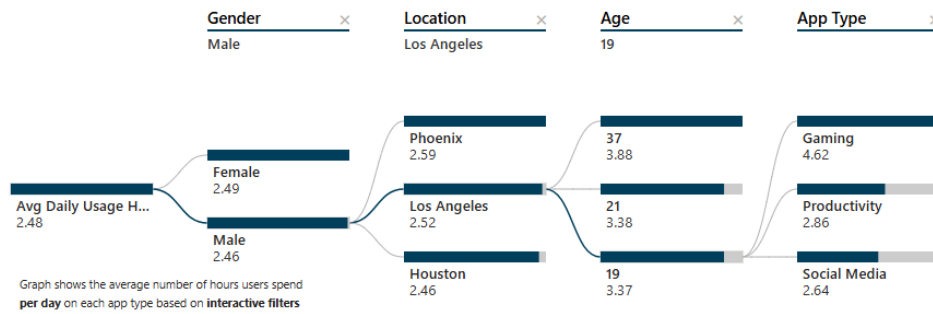 Gender ×
Location ×
Age ×
App Type ×
Male
Los Angeles
19
Avg Daily Usage H...
2.48
Female
2.49
Male
2.46
Phoenix
2.59
Los Angeles
2.52
Houston
2.46
37
3.88
21
3.38
19
3.37
Gaming
4.62
Productivity
2.86
Social Media
2.64
Graph shows the average number of hours users spend
per day on each app type based on interactive filters